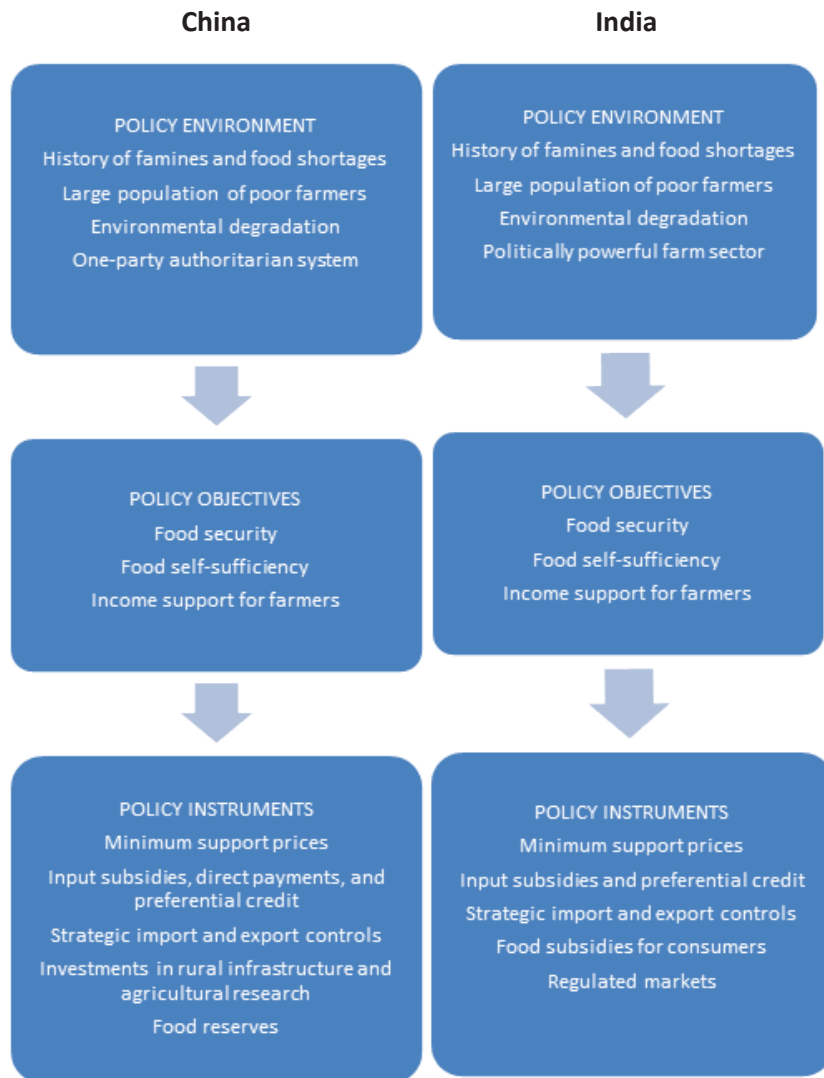 China
POLICY ENVIRONMENT
History of famines and food shortages
Large population of poor farmers
Environmental degradation
One-party authoritarian system
POLICY OBJECTIVES
Food security
Food self-sufficiency
Income support for farmers
POLICY INSTRUMENTS
Minimum support prices
Input subsidies, direct payments, and
preferential credit
Strategic import and export controls
Investments in rural infrastructure and
agricultural research
Food reserves
India
POLICY ENVIRONMENT
History of famines and food shortages
Large population of poor farmers
Environmental degradation
Politically powerful farm sector
POLICY OBJECTIVES
Food security
Food self-sufficiency
Income support for farmers
POLICY INSTRUMENTS
Minimum support prices
Input subsidies and preferential credit
Strategic import and export controls
Food subsidies for consumers
Regulated markets